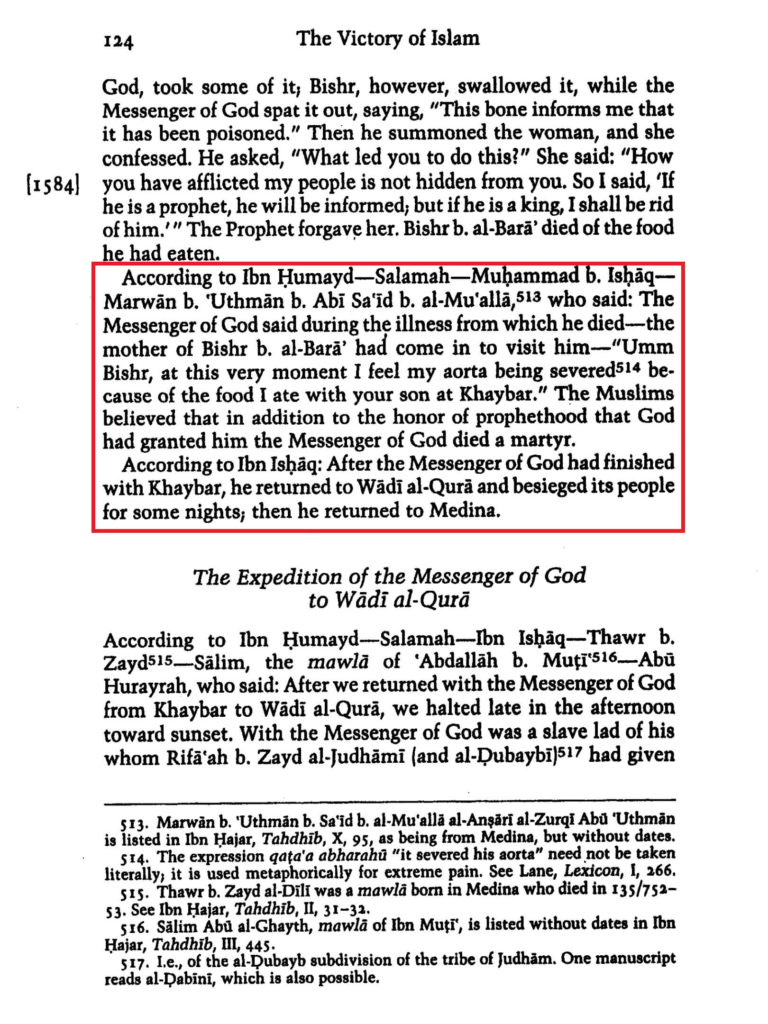 124
The Victory of Islam
God, took some of it; Bishr, however, swallowed it, while the
Messenger of God spat it out, saying, "This bone informs me that
it has been poisoned." Then he summoned the woman, and she
confessed. He asked, "What led you to do this?" She said: "How
[1584] you have afflicted my people is not hidden from you. So I said, 'If
he is a prophet, he will be informed; but if he is a king, I shall be rid
of him.'" The Prophet forgave her. Bishr b. al-Barā' died of the food
he had eaten.
According to Ibn Ḥumayd—Salamah—Muḥammad b. Isḥāq—
Marwān b. 'Uthmān b. Abī Sa'īd b. al-Mu'allā,513 who said: The
Messenger of God said during the illness from which he died—the
mother of Bishr b. al-Barā' had come in to visit him—"Umm
Bishr, at this very moment I feel my aorta being severed514 be-
cause of the food I ate with your son at Khaybar." The Muslims
believed that in addition to the honor of prophethood that God
had granted him the Messenger of God died a martyr.
According to Ibn Isḥāq: After the Messenger of God had finished
with Khaybar, he returned to Wādī al-Qurā and besieged its people
for some nights; then he returned to Medina.
The Expedition of the Messenger of God
to Wādī al-Qurā
According to Ibn Ḥumayd—Salamah—Ibn Isḥāq—Thawr b.
Zayd515—Sālim, the mawlā of 'Abdallāh b. Muṭī'516—Abū
Hurayrah, who said: After we returned with the Messenger of God
from Khaybar to Wādī al-Qurā, we halted late in the afternoon
toward sunset. With the Messenger of God was a slave lad of his
whom Rifā'ah b. Zayd al-Judhāmī (and al-Ḍubaybī)517 had given
513. Marwān b. 'Uthmān b. Sa'īd b. al-Mu'allā al-Anṣārī al-Zurqī Abū 'Uthmān
is listed in Ibn Ḥajar, Tahdhīb, X, 95, as being from Medina, but without dates.
514. The expression qaṭa'a abharahū "it severed his aorta" need not be taken
literally; it is used metaphorically for extreme pain. See Lane, Lexicon, I, 266.
515. Thawr b. Zayd al-Dīlī was a mawlā born in Medina who died in 135/752–
53. See Ibn Ḥajar, Tahdhīb, II, 31–32.
516. Sālim Abū al-Ghayth, mawlā of Ibn Muṭī', is listed without dates in Ibn
Ḥajar, Tahdhīb, III, 445.
517. I.e., of the al-Ḍubayb subdivision of the tribe of Judhām. One manuscript
reads al-Ḍabīnī, which is also possible.